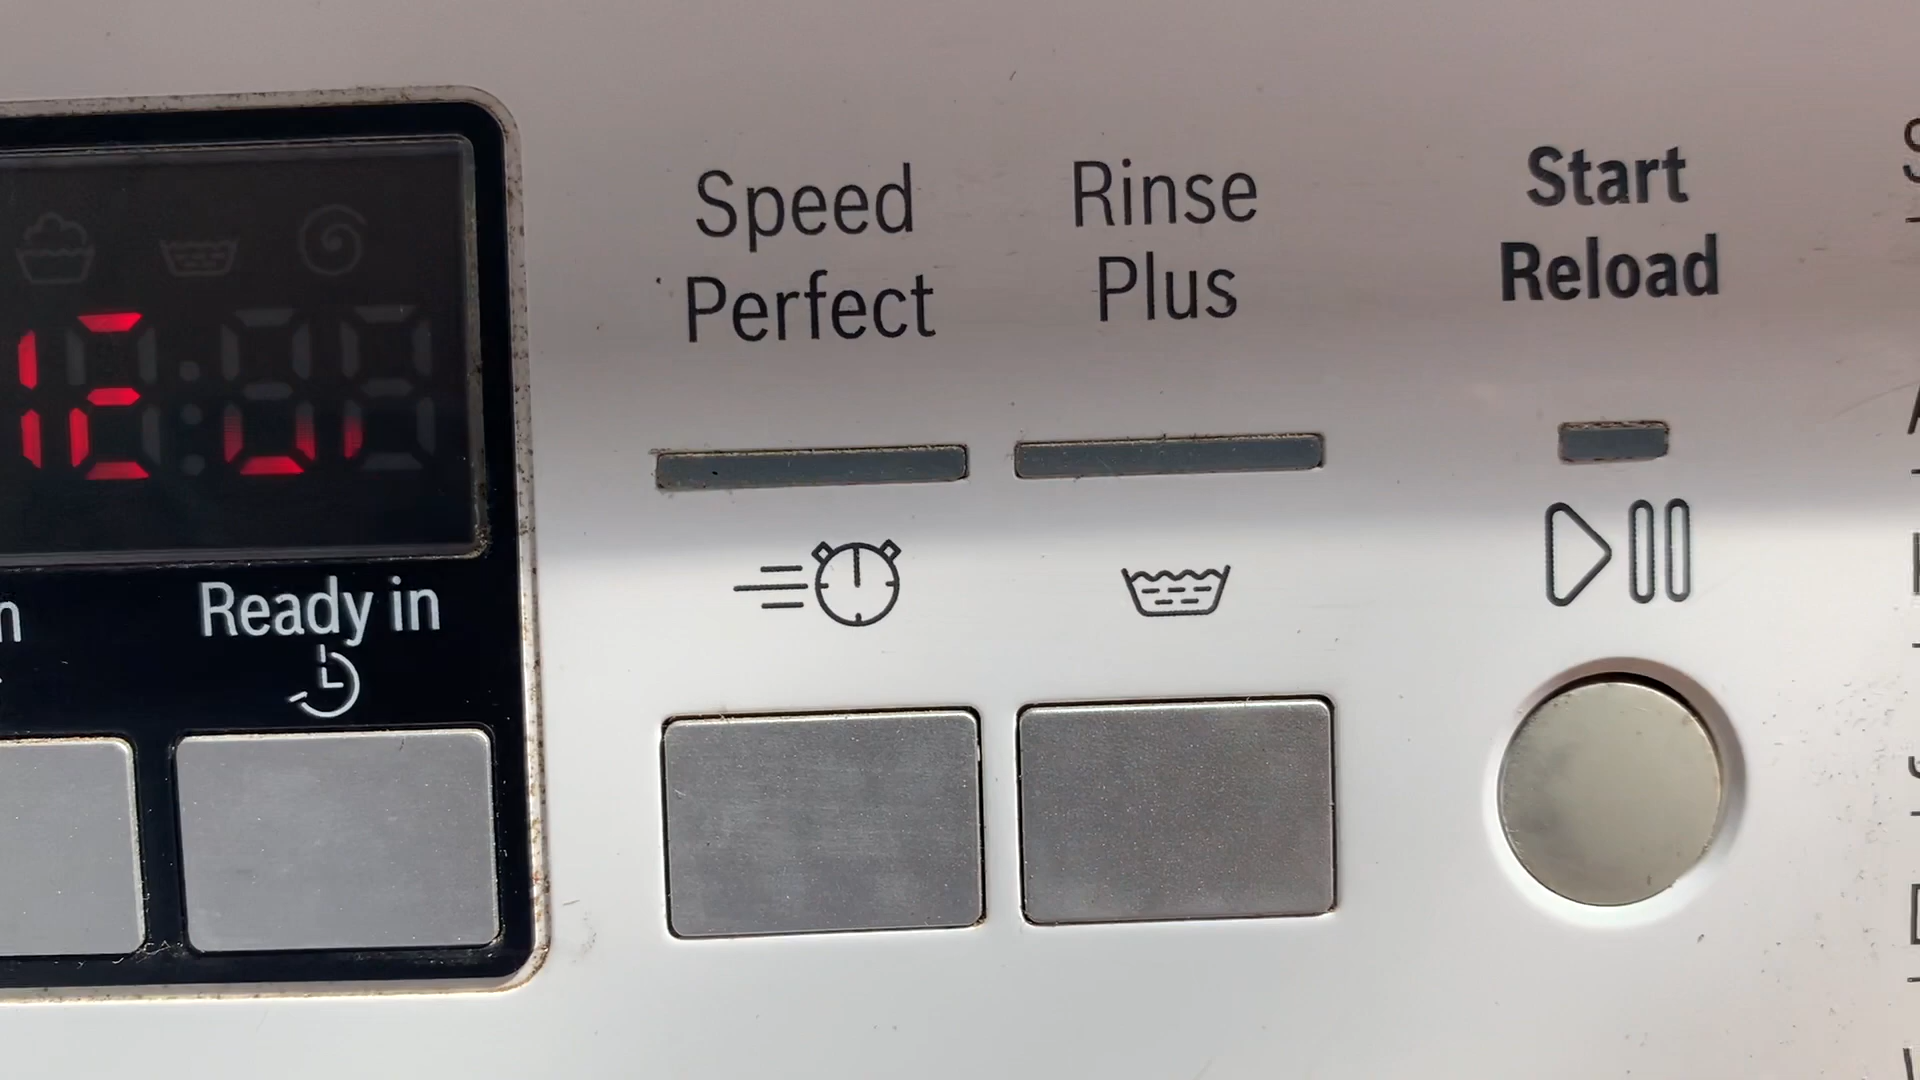 Speed
Perfect
Rinse
Plus
Start
Reload
Ready in